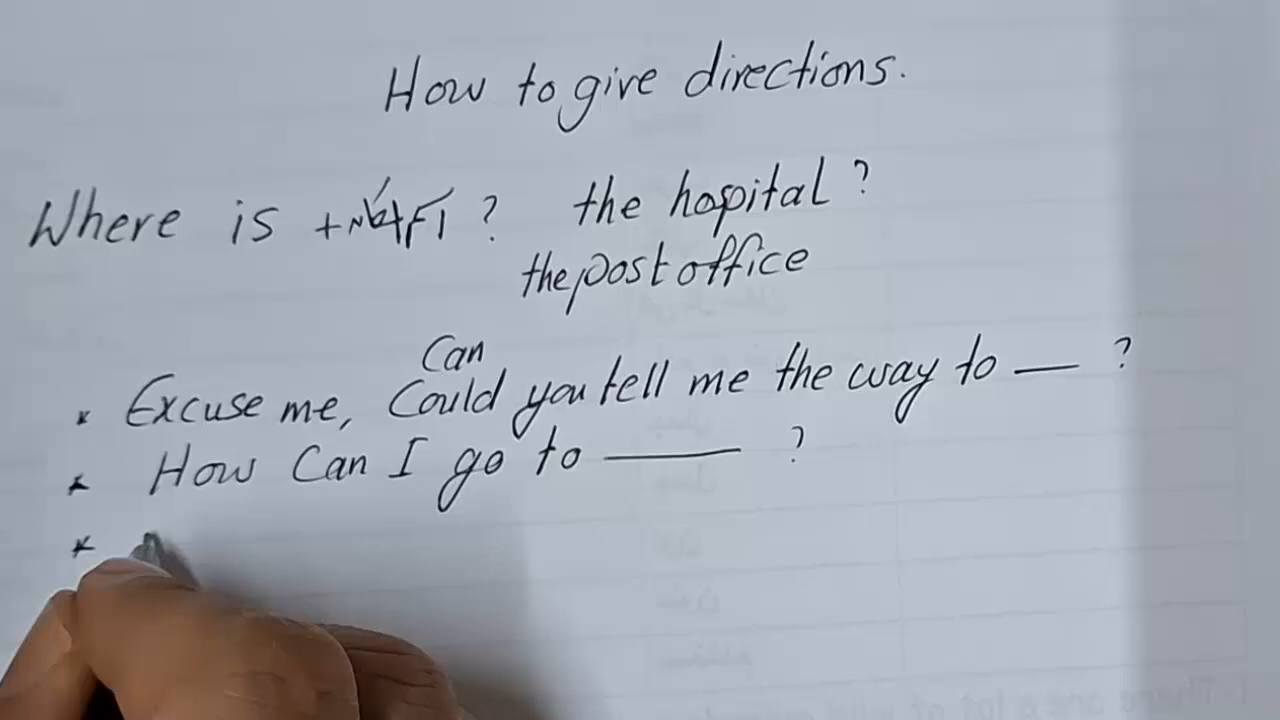 How to give directions.
Where is + ? the hospital ?
the post office
Can
* Excuse me, Could you tell me the way to — ?
* How Can I go to —— ?
*